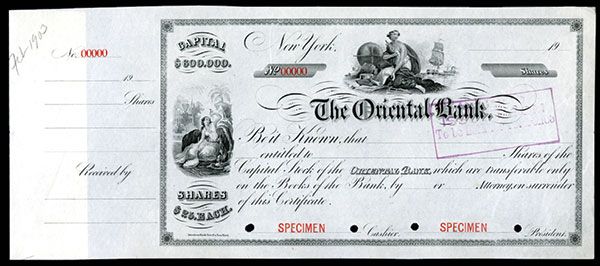 Feb 1903
No. 00000
19
Shares
Received by
CAPITAL
$600.000.
SHARES
$25. EACH.
New York, 19
No 00000 Shares
The Oriental Bank.
Be it Known, that
entitled to Shares of the
Capital Stock of the ORIENTAL BANK, which are transferable only
on the Books of the Bank, by or Attorney, on surrender
of this Certificate.
SPECIMEN Cashier. SPECIMEN President.